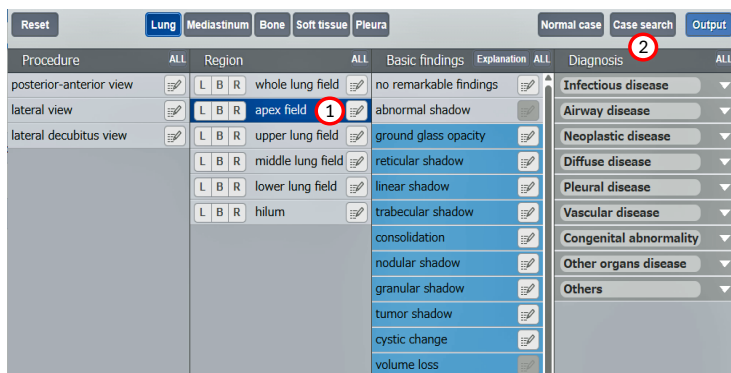 Reset Lung Mediastinum Bone Soft tissue Pleura Normal case Case search Output
2
Procedure ALL Region ALL Basic findings Explanation ALL Diagnosis ALL
posterior-anterior view L B R whole lung field no remarkable findings Infectious disease
lateral view L B R apex field 1 abnormal shadow Airway disease
lateral decubitus view L B R upper lung field ground glass opacity Neoplastic disease
L B R middle lung field reticular shadow Diffuse disease
L B R lower lung field linear shadow Pleural disease
L B R hilum trabecular shadow Vascular disease
consolidation Congenital abnormality
nodular shadow Other organs disease
granular shadow Others
tumor shadow
cystic change
volume loss